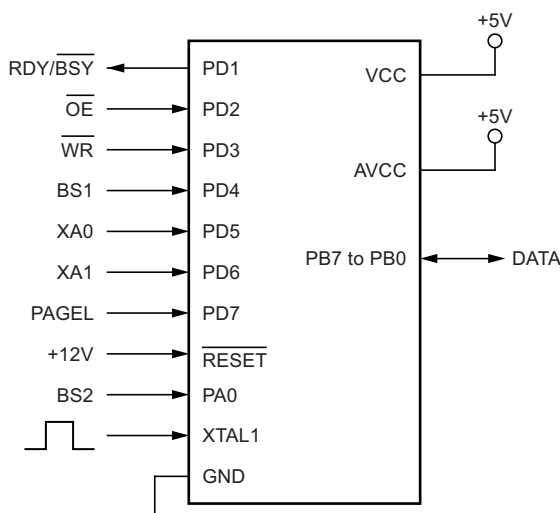 +5V
RDY/BSY PD1 VCC
OE PD2 +5V
WR PD3
BS1 PD4 AVCC
XA0 PD5
XA1 PD6 PB7 to PB0 DATA
PAGEL PD7
+12V RESET
BS2 PA0
XTAL1
GND